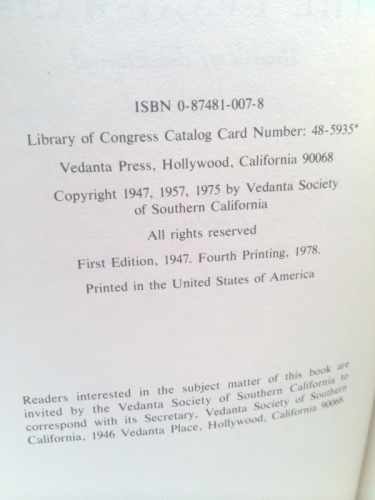 ISBN 0-87481-007-8
Library of Congress Catalog Card Number: 48-5935*
Vedanta Press, Hollywood, California 90068
Copyright 1947, 1957, 1975 by Vedanta Society
of Southern California
All rights reserved
First Edition, 1947. Fourth Printing, 1978.
Printed in the United States of America
Readers interested in the subject matter of this book are
invited by the Vedanta Society of Southern California to
correspond with its Secretary, Vedanta Society of Southern
California, 1946 Vedanta Place, Hollywood, California 90068.